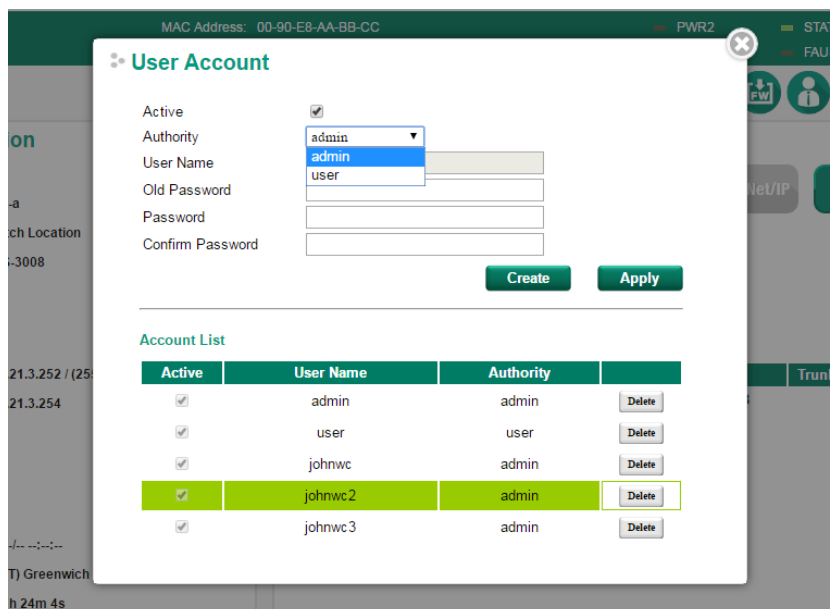 MAC Address: 00-90-E8-AA-BB-CC
PWR2
STAT
FAU
User Account
FW
Active
Authority
admin
admin
user
User Name
Old Password
Password
Confirm Password
Create
Apply
Net/IP
ion
-a
ch Location
-3008
21.3.252 / (25
21.3.254
Trun
Account List
Active User Name Authority
admin admin Delete
user user Delete
johnwc admin Delete
johnwc2 admin Delete
johnwc3 admin Delete
-/-- --:--:--
T) Greenwich
h 24m 4s